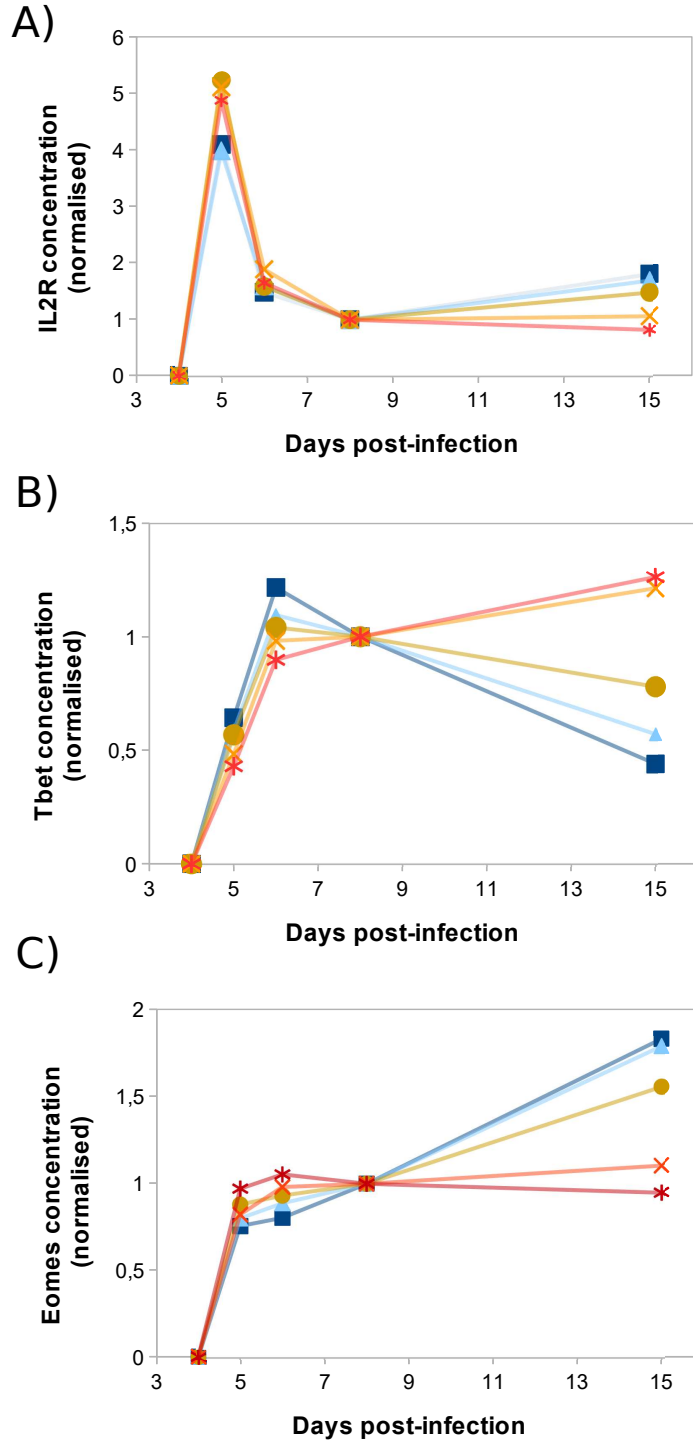 A)
6
5
4
3
2
1
0
IL2R concentration
(normalised)
3 5 7 9 11 13 15
Days post-infection
B)
1,5
1
0,5
0
Tbet concentration
(normalised)
3 5 7 9 11 13 15
Days post-infection
C)
2
1,5
1
0,5
0
Eomes concentration
(normalised)
3 5 7 9 11 13 15
Days post-infection